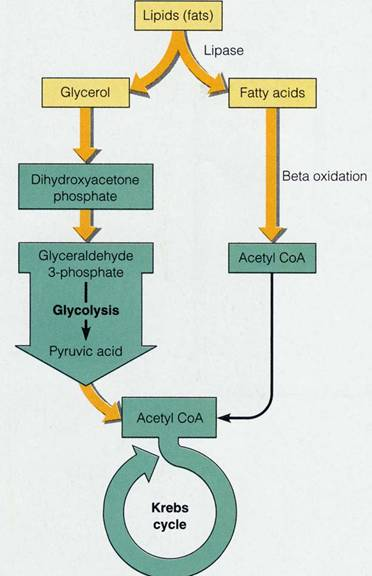 Lipids (fats)
Lipase
Glycerol
Fatty acids
Dihydroxyacetone
phosphate
Beta oxidation
Glyceraldehyde
3-phosphate
Acetyl CoA
Glycolysis
Pyruvic acid
Acetyl CoA
Krebs
cycle